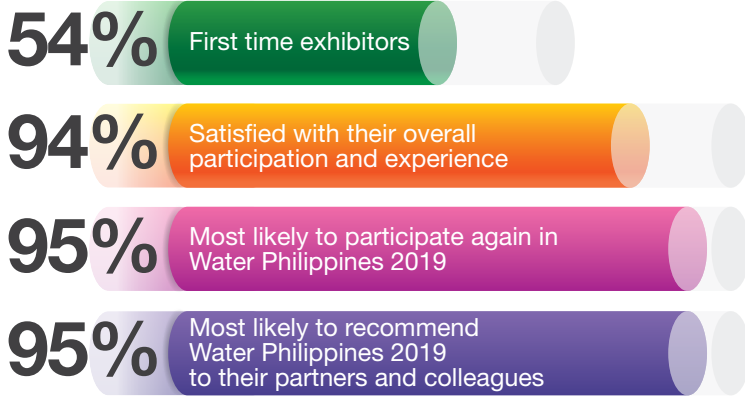 54%
First time exhibitors
94%
Satisfied with their overall
participation and experience
95%
Most likely to participate again in
Water Philippines 2019
95%
Most likely to recommend
Water Philippines 2019
to their partners and colleagues